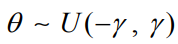 θ ~ U(−γ , γ)